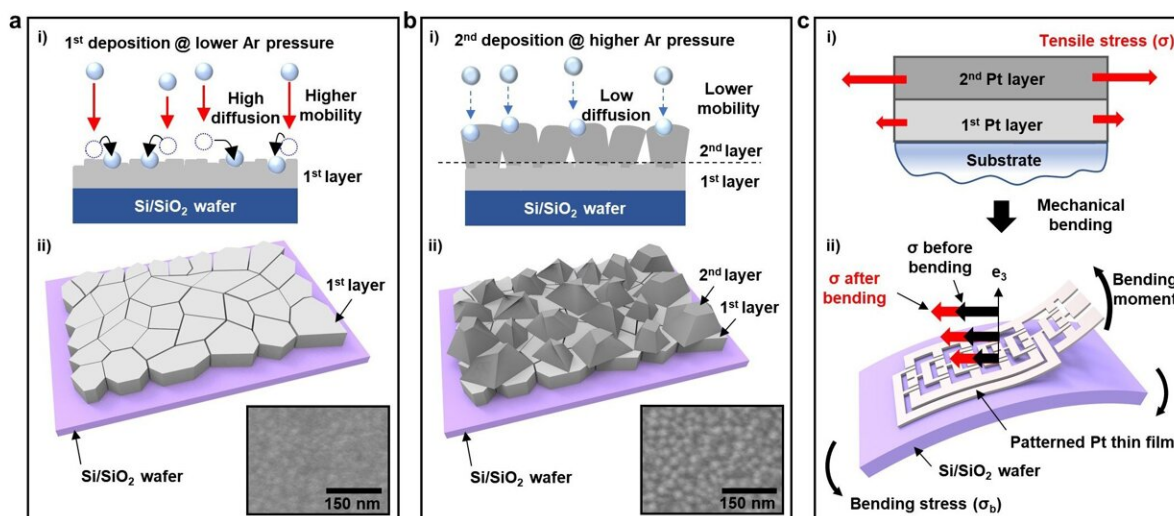 a
i)
1st deposition @ lower Ar pressure
High
diffusion
Higher
mobility
1st layer
Si/SiO2 wafer
ii)
1st layer
Si/SiO2 wafer
150 nm
b
i)
2nd deposition @ higher Ar pressure
Low
diffusion
Lower
mobility
2nd layer
1st layer
Si/SiO2 wafer
ii)
2nd layer
1st layer
Si/SiO2 wafer
150 nm
c
i)
Tensile stress (σ)
2nd Pt layer
1st Pt layer
Substrate
Mechanical
bending
ii)
σ before
bending
e3
σ after
bending
Bending
moment
Patterned Pt thin film
Si/SiO2 wafer
Bending stress (σb)